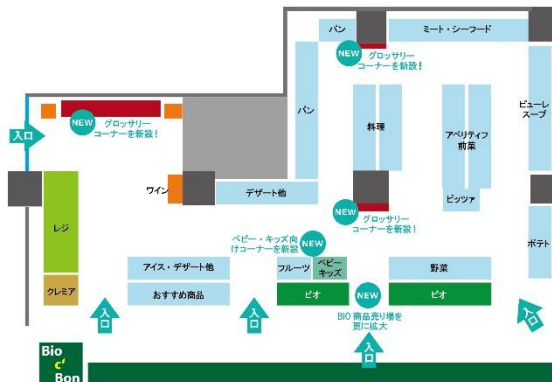 パン
ミート・シーフード
NEW
グロッサリー
コーナーを新設！
入口
NEW
グロッサリー
コーナーを新設！
パン
料理
アペリティフ
前菜
ピューレ
スープ
ワイン
デザート他
ピッツァ
NEW
グロッサリー
コーナーを新設！
レジ
ベビー・キッズ向
けコーナーを新設
NEW
ポテト
アイス・デザート他
フルーツ
ベビー
キッズ
野菜
クレミア
おすすめ商品
ビオ
NEW
ビオ
BIO商品売り場を
更に拡大
入口
入口
入口
入口
Bio
c'
Bon